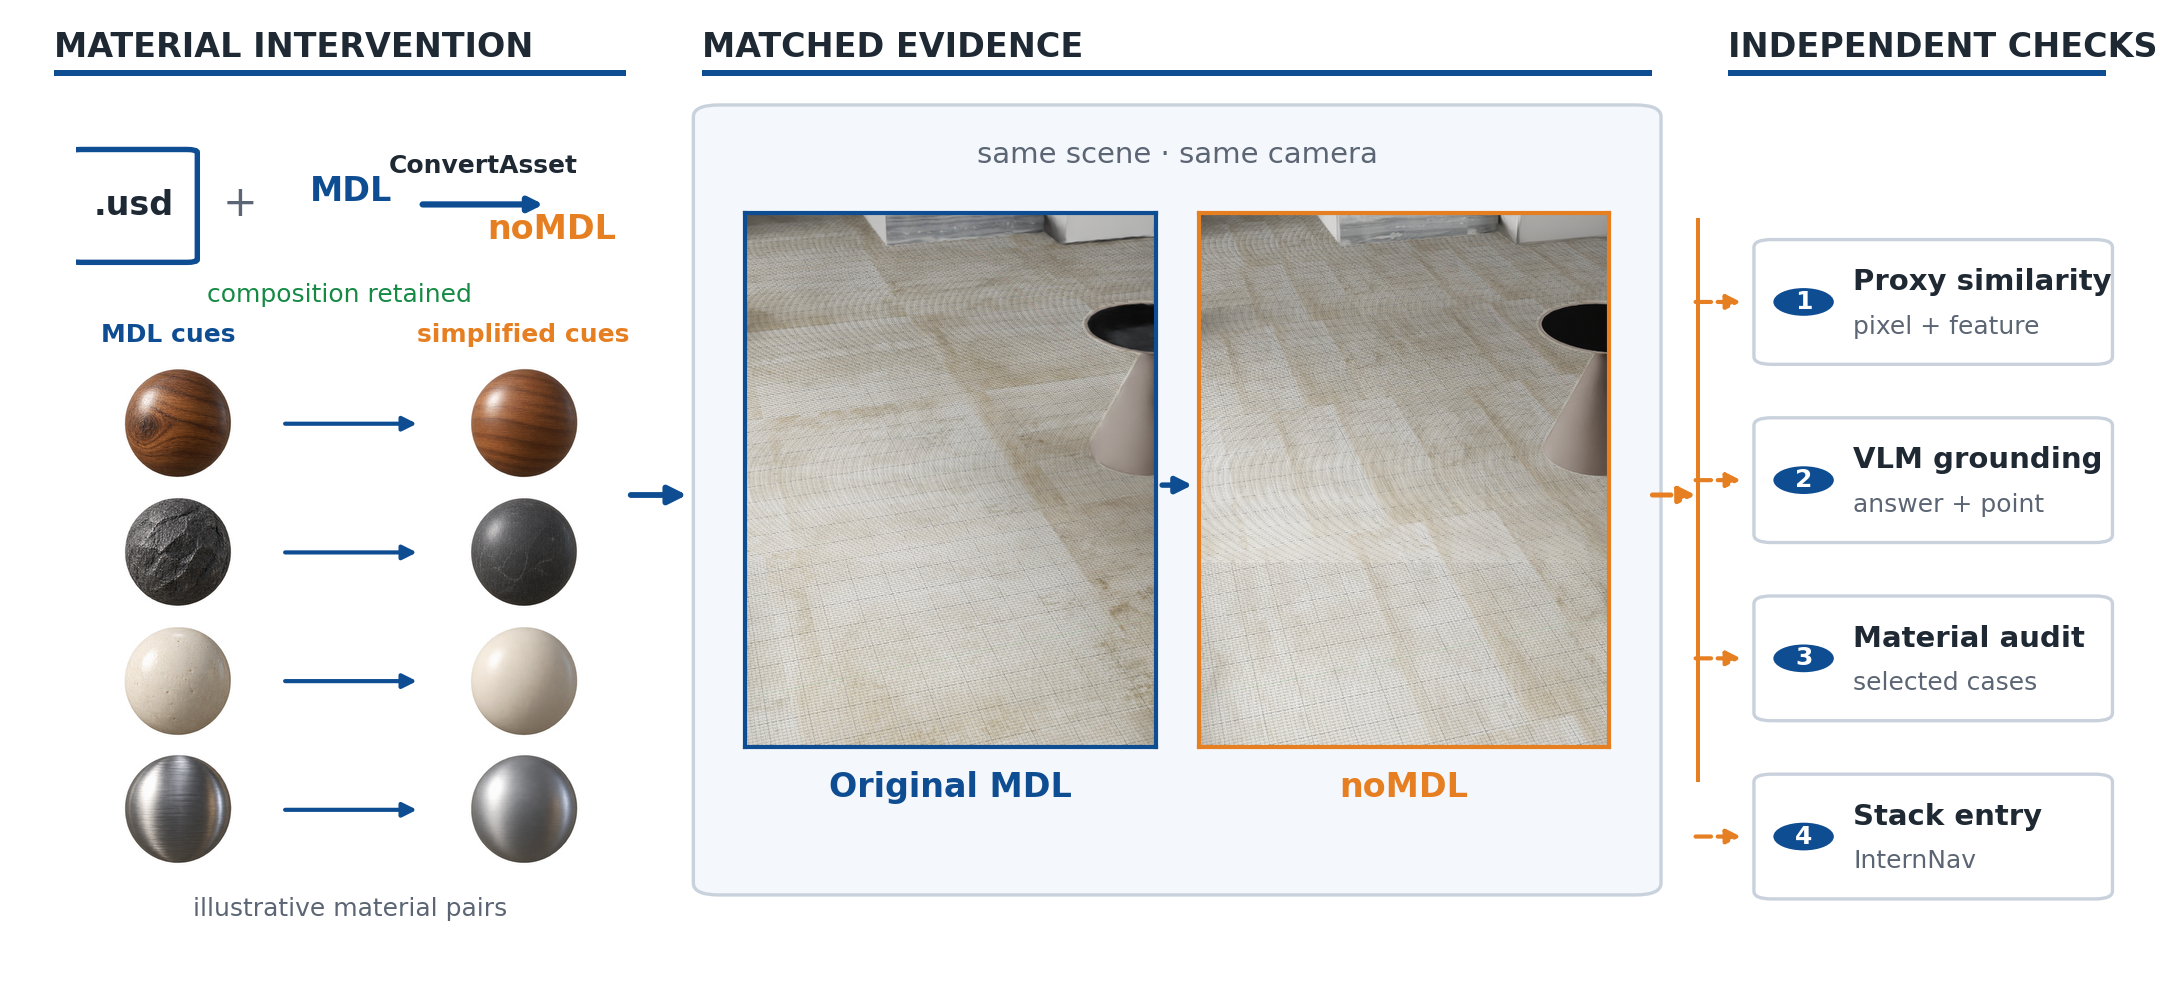 MATERIAL INTERVENTION
.usd
+
MDL
ConvertAsset
noMDL
composition retained
MDL cues
simplified cues
illustrative material pairs
MATCHED EVIDENCE
same scene · same camera
Original MDL
noMDL
INDEPENDENT CHECKS
1
Proxy similarity
pixel + feature
2
VLM grounding
answer + point
3
Material audit
selected cases
4
Stack entry
InternNav